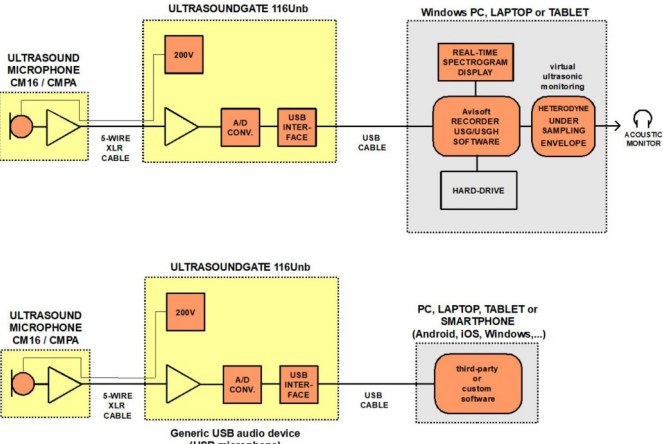 ULTRASOUNDGATE 116Unb
Windows PC, LAPTOP or TABLET
ULTRASOUND
MICROPHONE
CM16 / CMPA
200V
REAL-TIME
SPECTROGRAM
DISPLAY
virtual
ultrasonic
monitoring
5-WIRE
XLR
CABLE
A/D
CONV.
USB
INTER-
FACE
USB
CABLE
Avisoft
RECORDER
USG/USGH
SOFTWARE
HETERODYNE
UNDER
SAMPLING
ENVELOPE
ACOUSTIC
MONITOR
HARD-DRIVE
ULTRASOUNDGATE 116Unb
ULTRASOUND
MICROPHONE
CM16 / CMPA
200V
PC, LAPTOP, TABLET or
SMARTPHONE
(Android, iOS, Windows,...)
5-WIRE
XLR
CABLE
A/D
CONV.
USB
INTER-
FACE
USB
CABLE
third-party
or
custom
software
Generic USB audio device
(USB microphone)